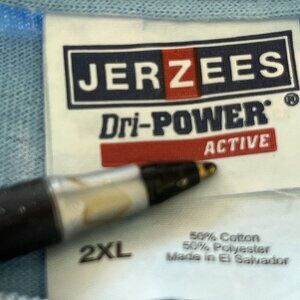 JERZEES
®
Dri-POWER®
ACTIVE
2XL
50% Cotton
50% Polyester
Made in El Salvador